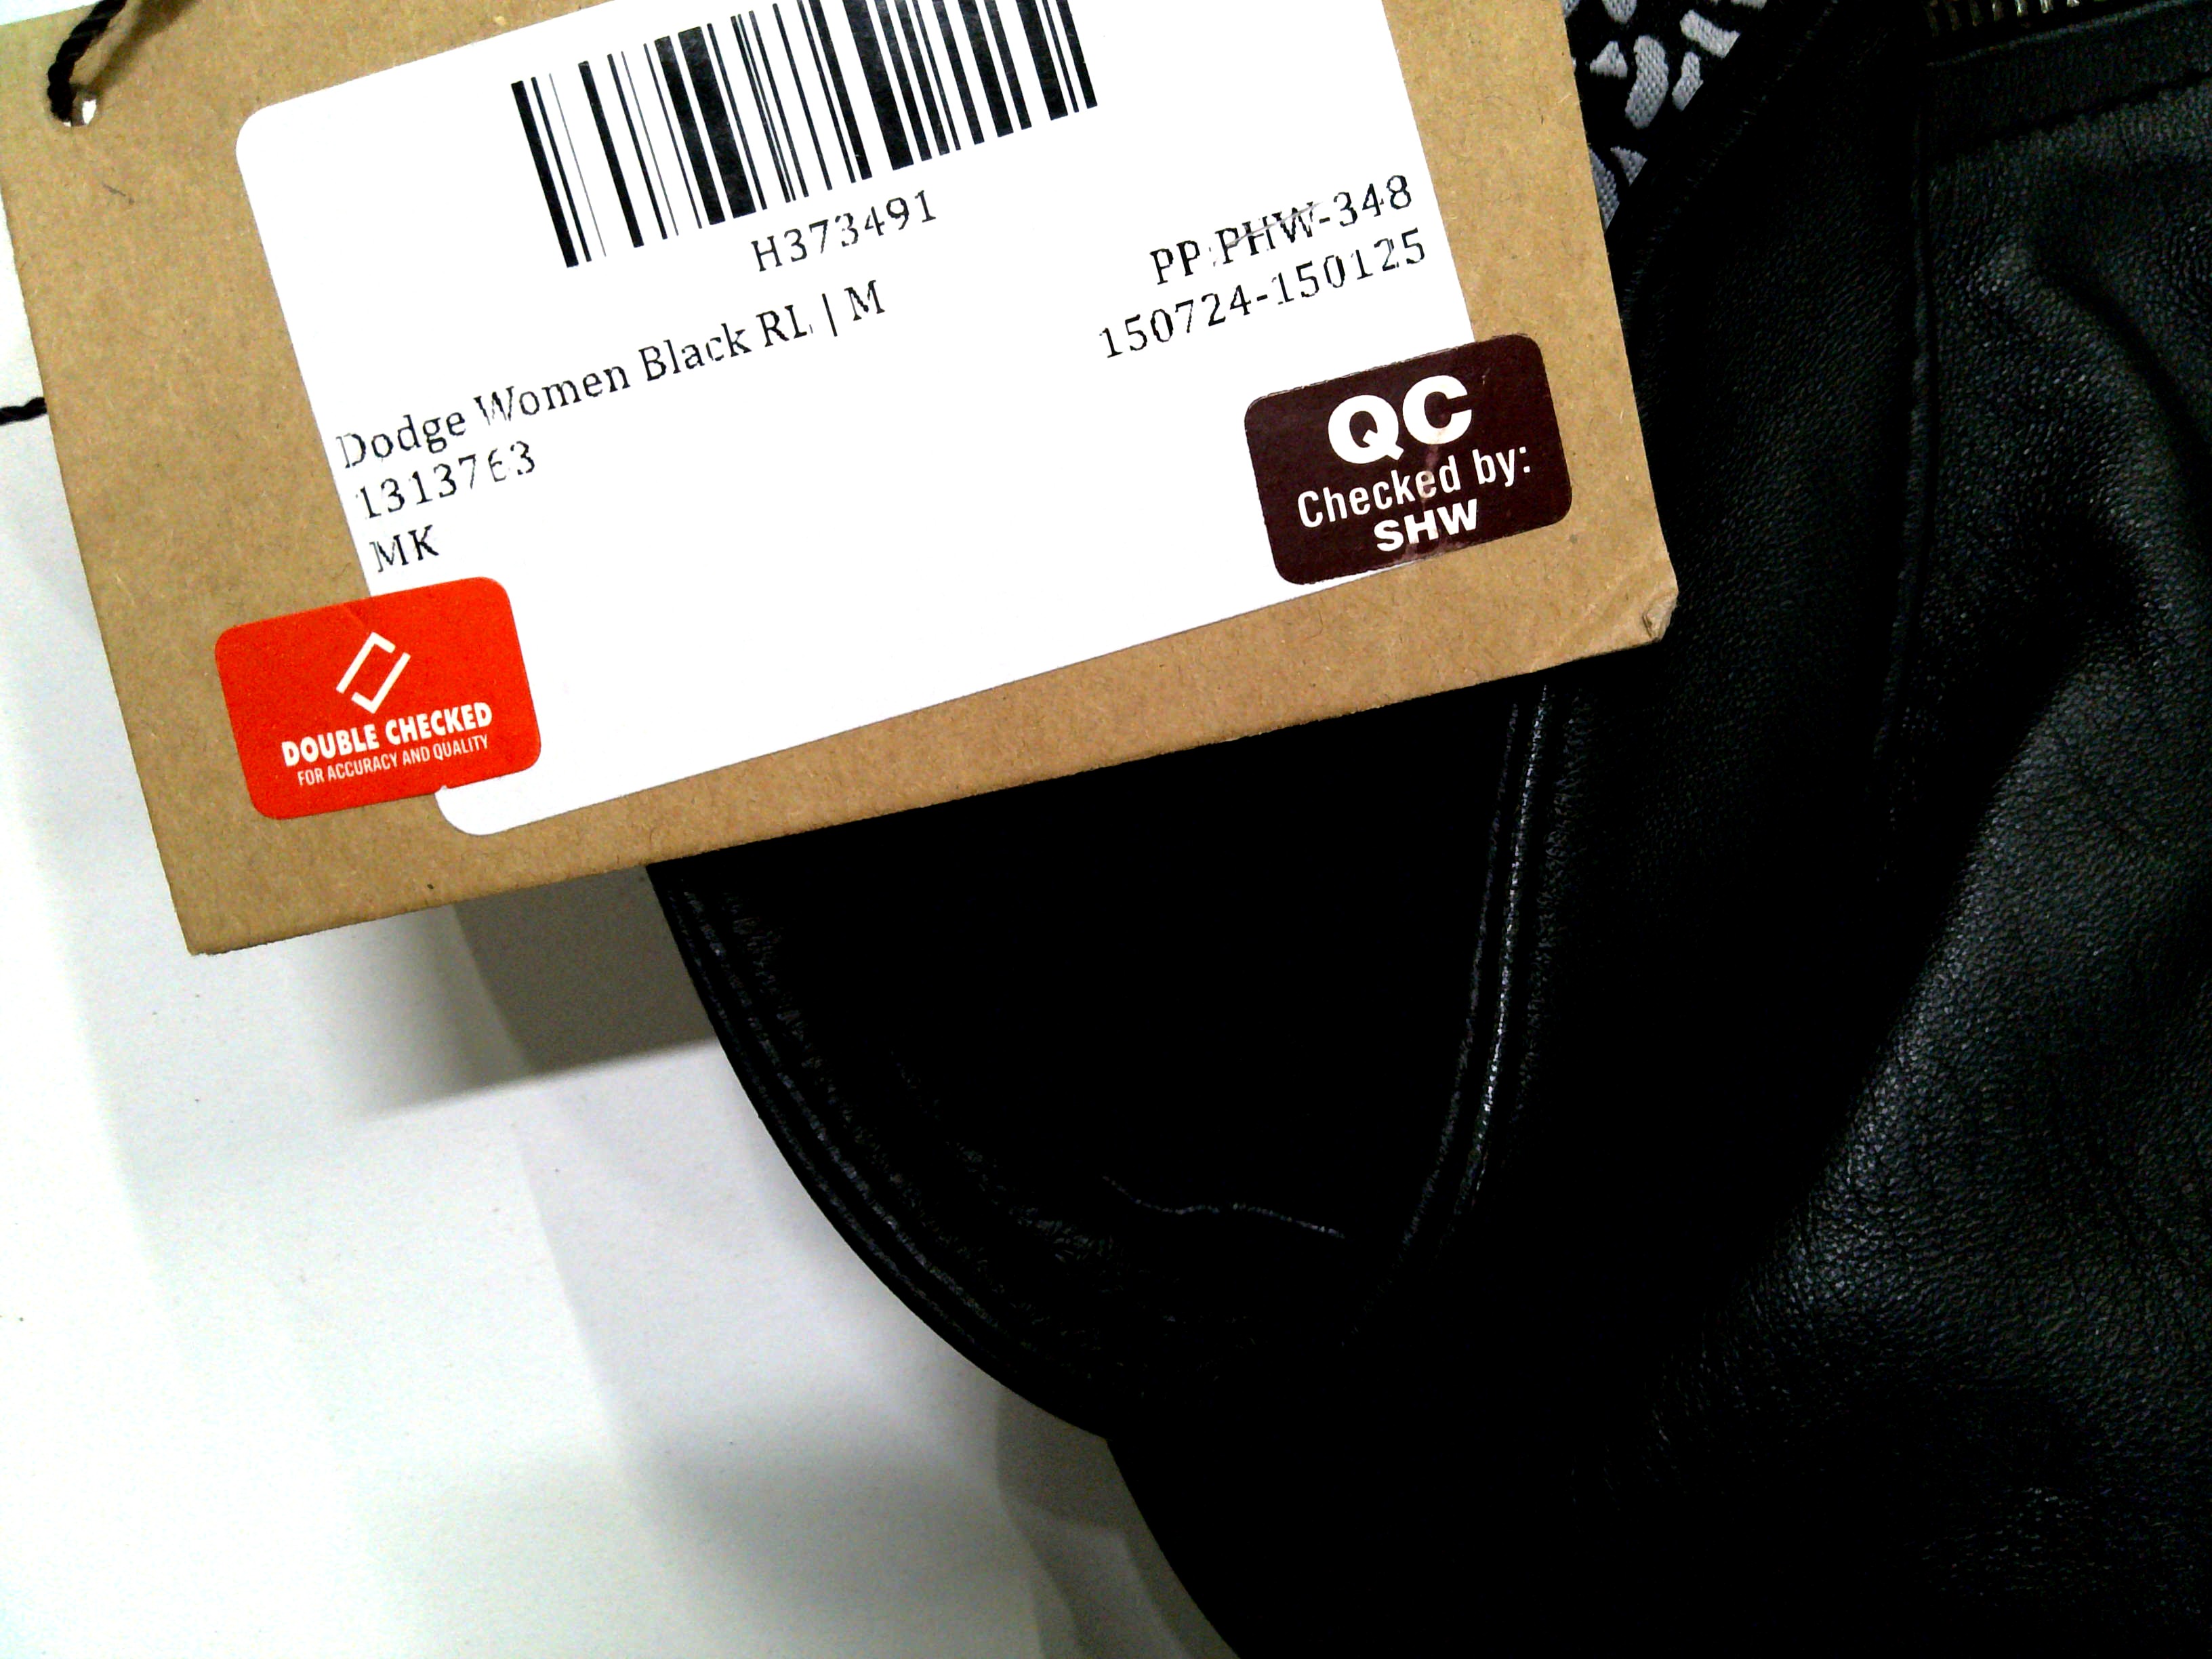 H373491
PP:PHW-348
150724-150125
Dodge Women Black RL | M
1313763
MK
QC
Checked by:
SHW
DOUBLE CHECKED
FOR ACCURACY AND QUALITY